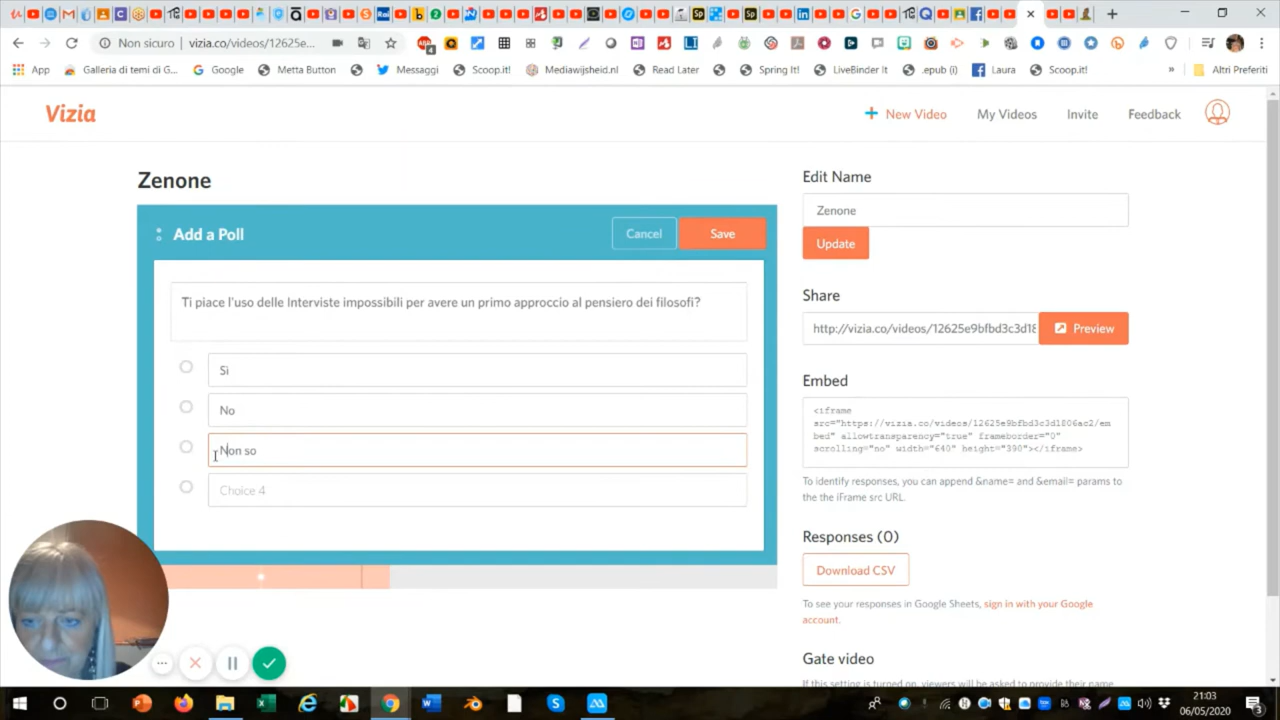 Non sicuro
vizia.co/videos/12625e...
App
Galleria di temi di G...
Google
Metta Button
Messaggi
Scoop.it!
Mediawijsheid.nl
Read Later
Spring It!
LiveBinder It
.epub (i)
Laura
Scoop.it!
»
Altri Preferiti
Vizia
New Video
My Videos
Invite
Feedback
Zenone
Add a Poll
Cancel
Save
Ti piace l'uso delle Interviste impossibili per avere un primo approccio al pensiero dei filosofi?
Si
No
Non so
Choice 4
Edit Name
Zenone
Update
Share
http://vizia.co/videos/12625e9bfbd3c3d18
Preview
Embed
<iframe
src="https://vizia.co/videos/12625e9bfbd3c3d1806ac2/em
bed" allowtransparency="true" frameborder="0"
scrolling="no" width="640" height="390"></iframe>
To identify responses, you can append &name= and &email= params to
the the iFrame src URL.
Responses (0)
Download CSV
To see your responses in Google Sheets, sign in with your Google
account.
Gate video
If this setting is turned on, viewers will be asked to provide their name
21:03
06/05/2020